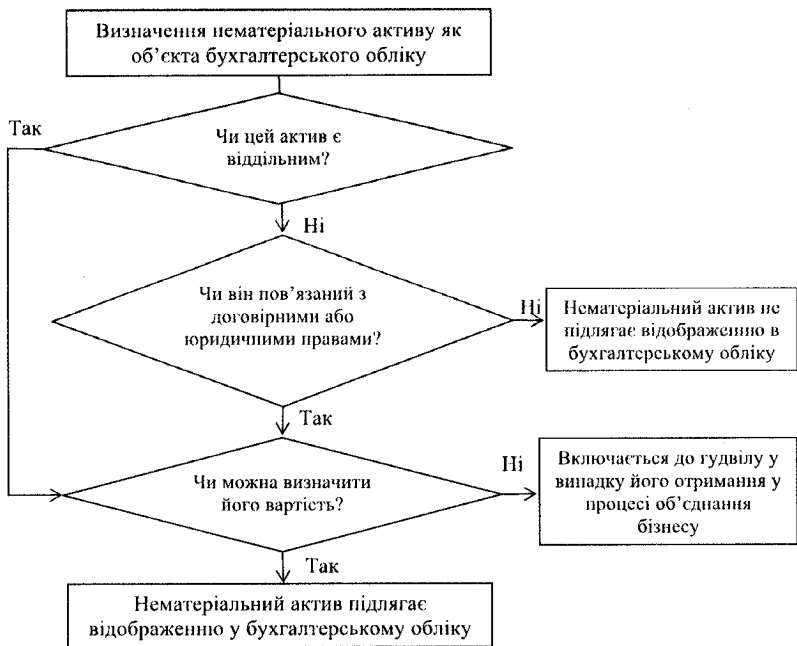 Визначення нематеріального активу як
об’єкта бухгалтерського обліку
Так
Чи цей актив є
віддільним?
Ні
Чи він пов’язаний з
договірними або
юридичними правами?
Ні
Нематеріальний актив не
підлягає відображенню в
бухгалтерському обліку
Так
Чи можна визначити
його вартість?
Ні
Включається до гудвілу у
випадку його отримання у
процесі об’єднання
бізнесу
Так
Нематеріальний актив підлягає
відображенню у бухгалтерському обліку